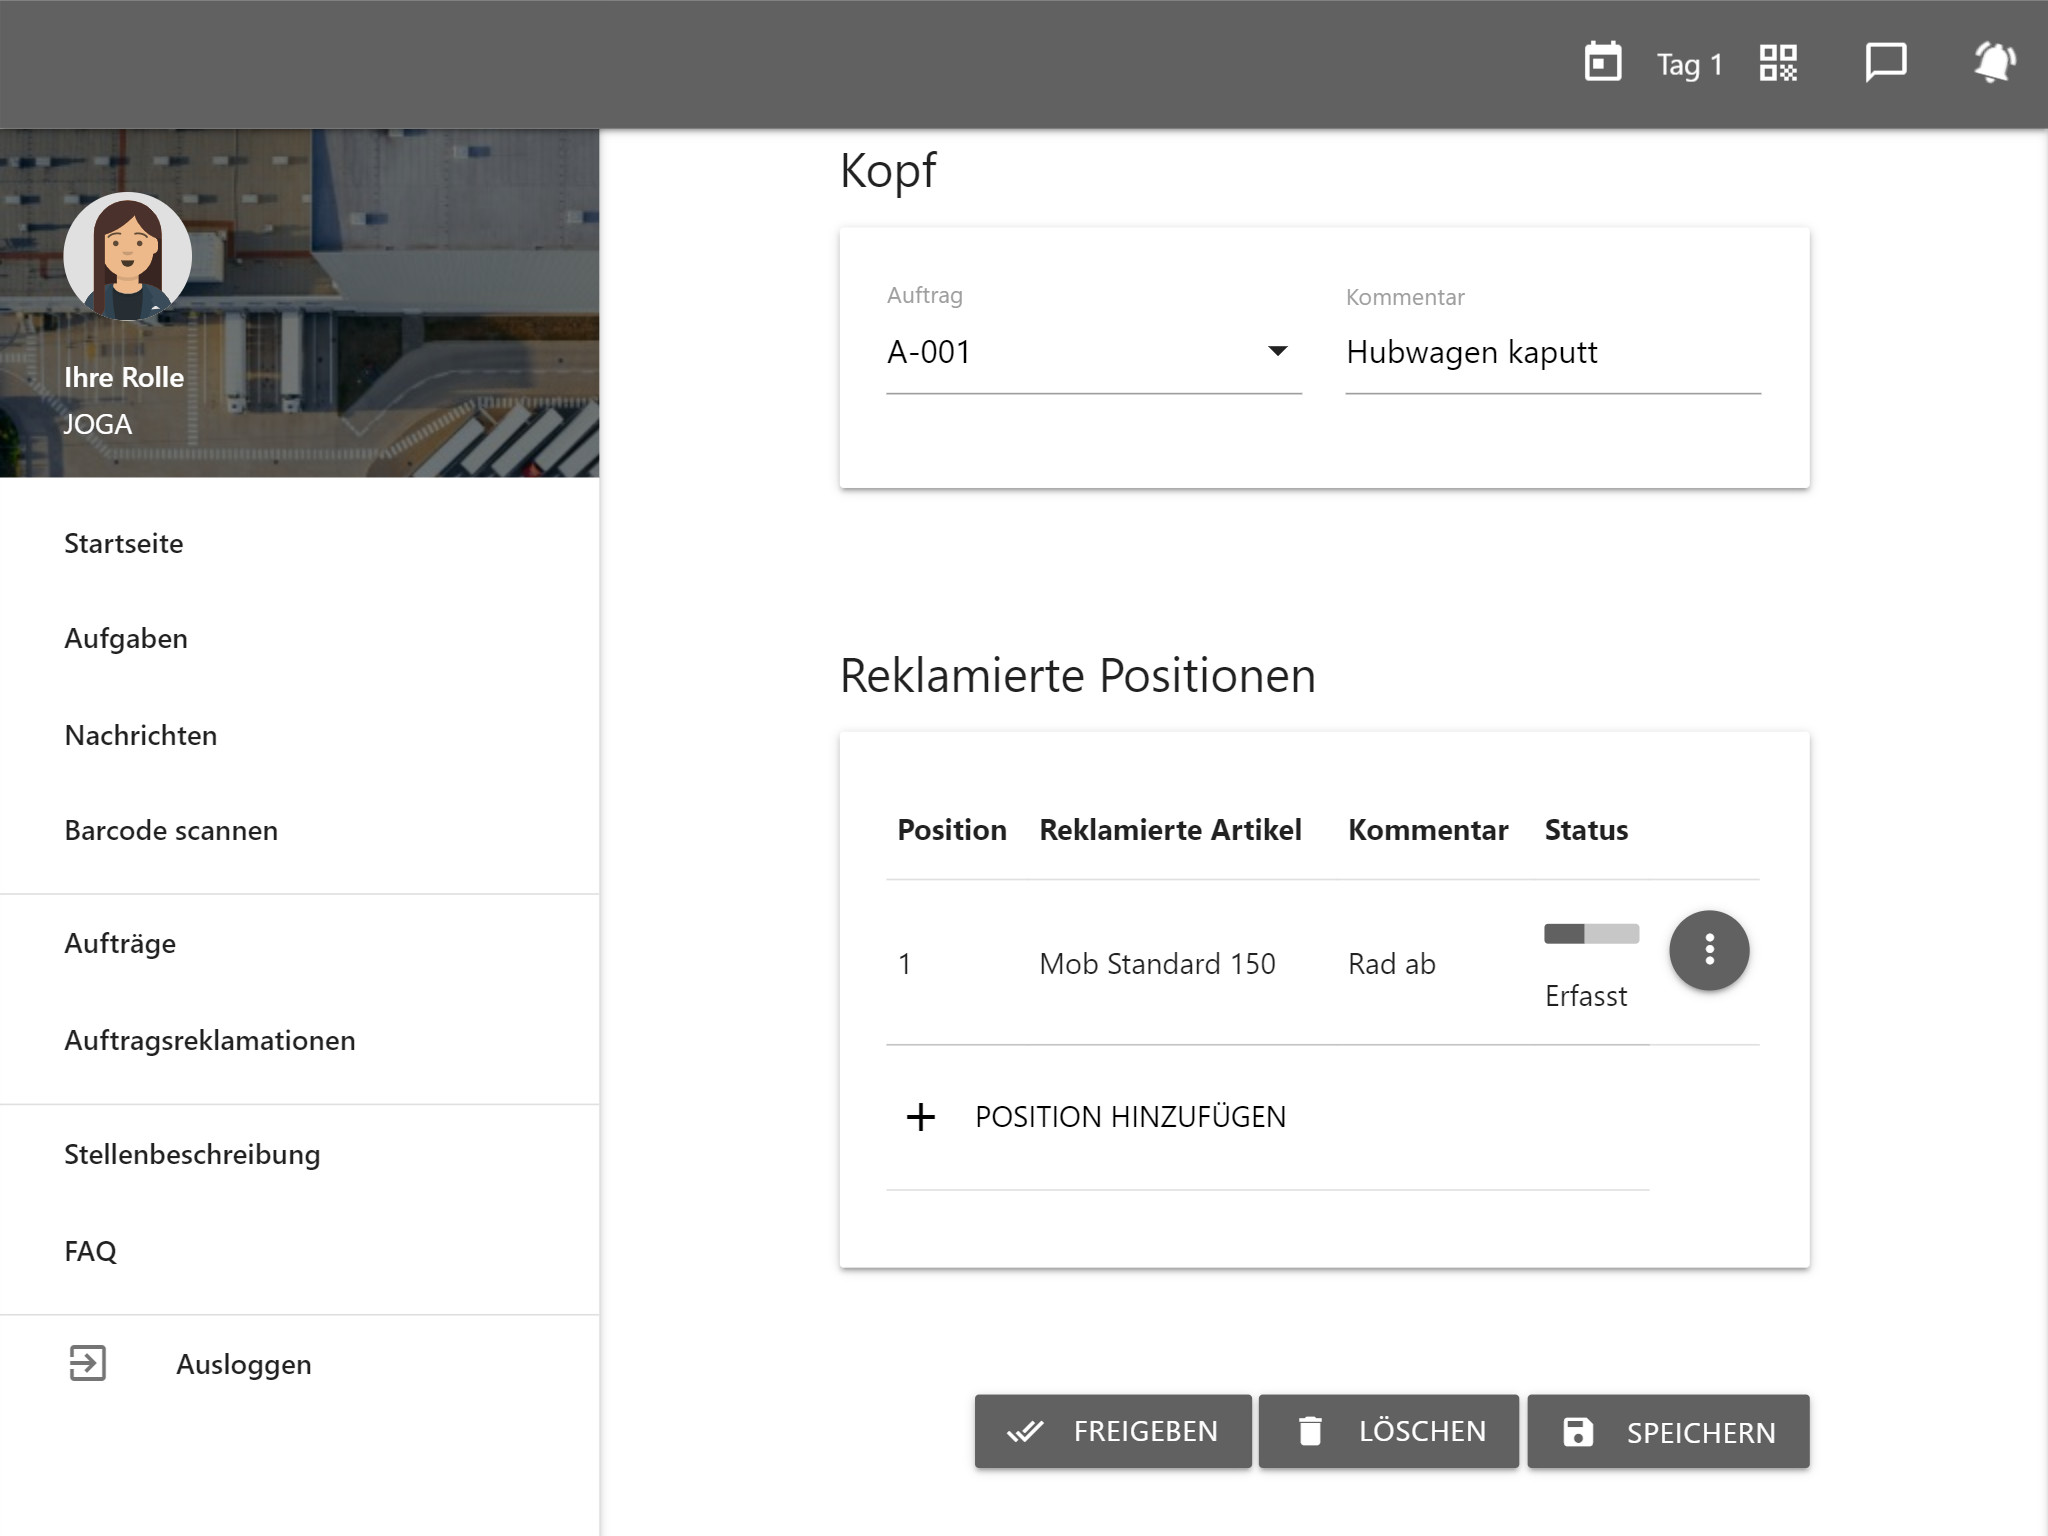 Tag 1
Ihre Rolle
JOGA
Startseite
Aufgaben
Nachrichten
Barcode scannen
Aufträge
Auftragsreklamationen
Stellenbeschreibung
FAQ
Ausloggen
Kopf
Auftrag
A-001
Kommentar
Hubwagen kaputt
Reklamierte Positionen
Position Reklamierte Artikel Kommentar Status
1 Mob Standard 150 Rad ab Erfasst
POSITION HINZUFÜGEN
FREIGEBEN LÖSCHEN SPEICHERN